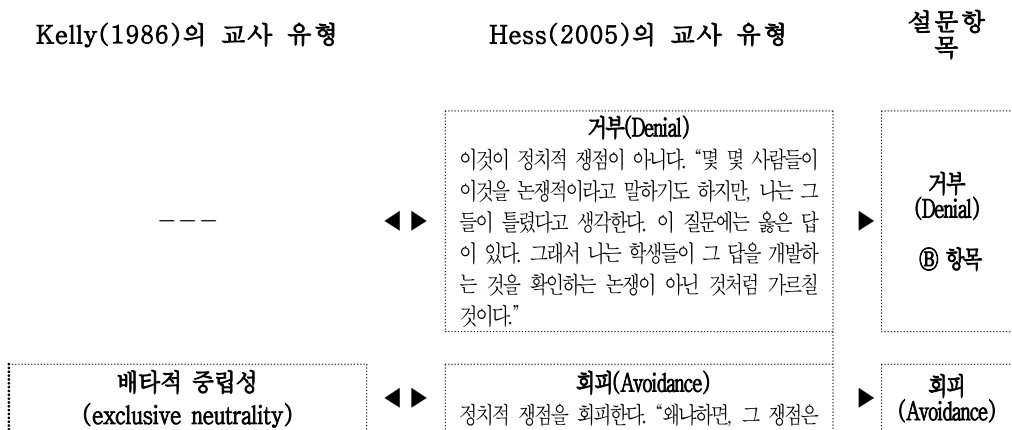 Kelly(1986)의 교사 유형
Hess(2005)의 교사 유형
설문항
목
---
거부(Denial)
이것이 정치적 쟁점이 아니다. “몇 몇 사람들이
이것을 논쟁적이라고 말하기도 하지만, 나는 그
들이 틀렸다고 생각한다. 이 질문에는 옳은 답
이 있다. 그래서 나는 학생들이 그 답을 개발하
는 것을 확인하는 논쟁이 아닌 것처럼 가르칠
것이다.”
거부
(Denial)
Ⓑ 항목
배타적 중립성
(exclusive neutrality)
회피(Avoidance)
정치적 쟁점을 회피한다. “왜냐하면, 그 쟁점은
회피
(Avoidance)